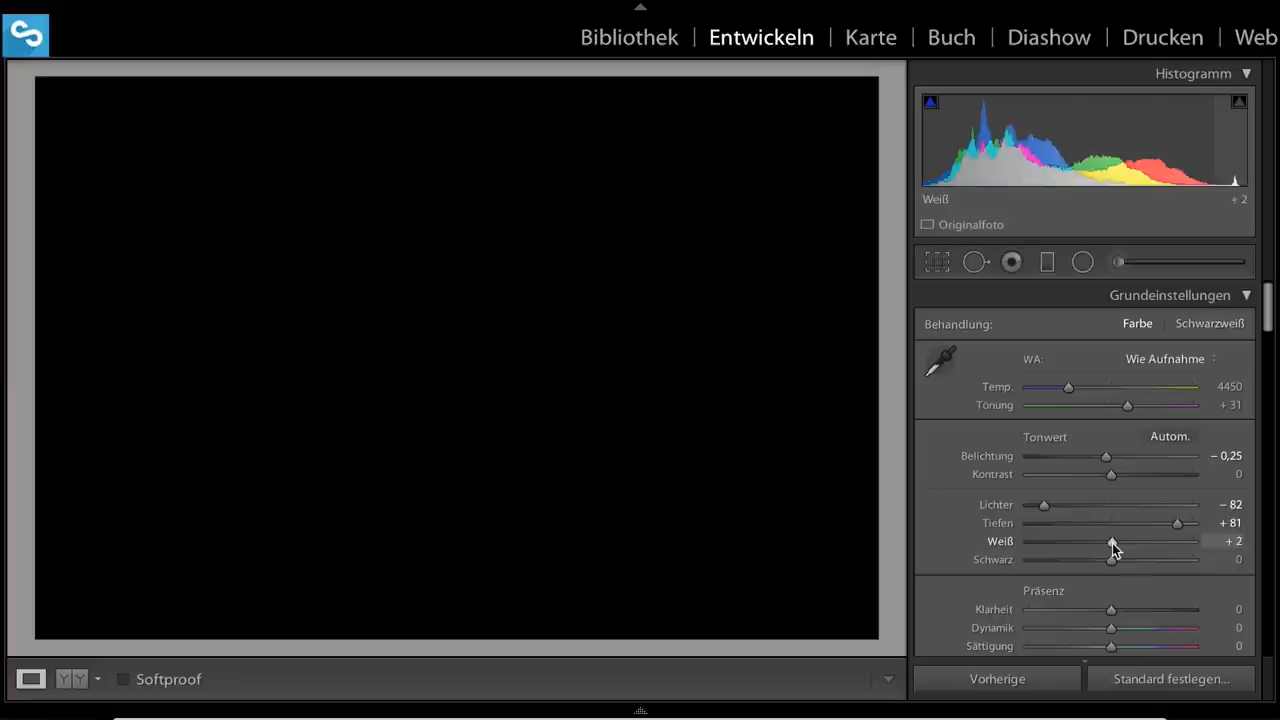 Bibliothek | Entwickeln | Karte | Buch | Diashow | Drucken | Web
Histogramm
Weiß + 2
Originalfoto
Grundeinstellungen
Behandlung: Farbe | Schwarzweiß
WA: Wie Aufnahme
Temp. 4450
Tönung + 31
Tonwert Autom.
Belichtung − 0,25
Kontrast 0
Lichter − 82
Tiefen + 81
Weiß + 2
Schwarz 0
Präsenz
Klarheit 0
Dynamik 0
Sättigung 0
YY Softproof Vorherige Standard festlegen...